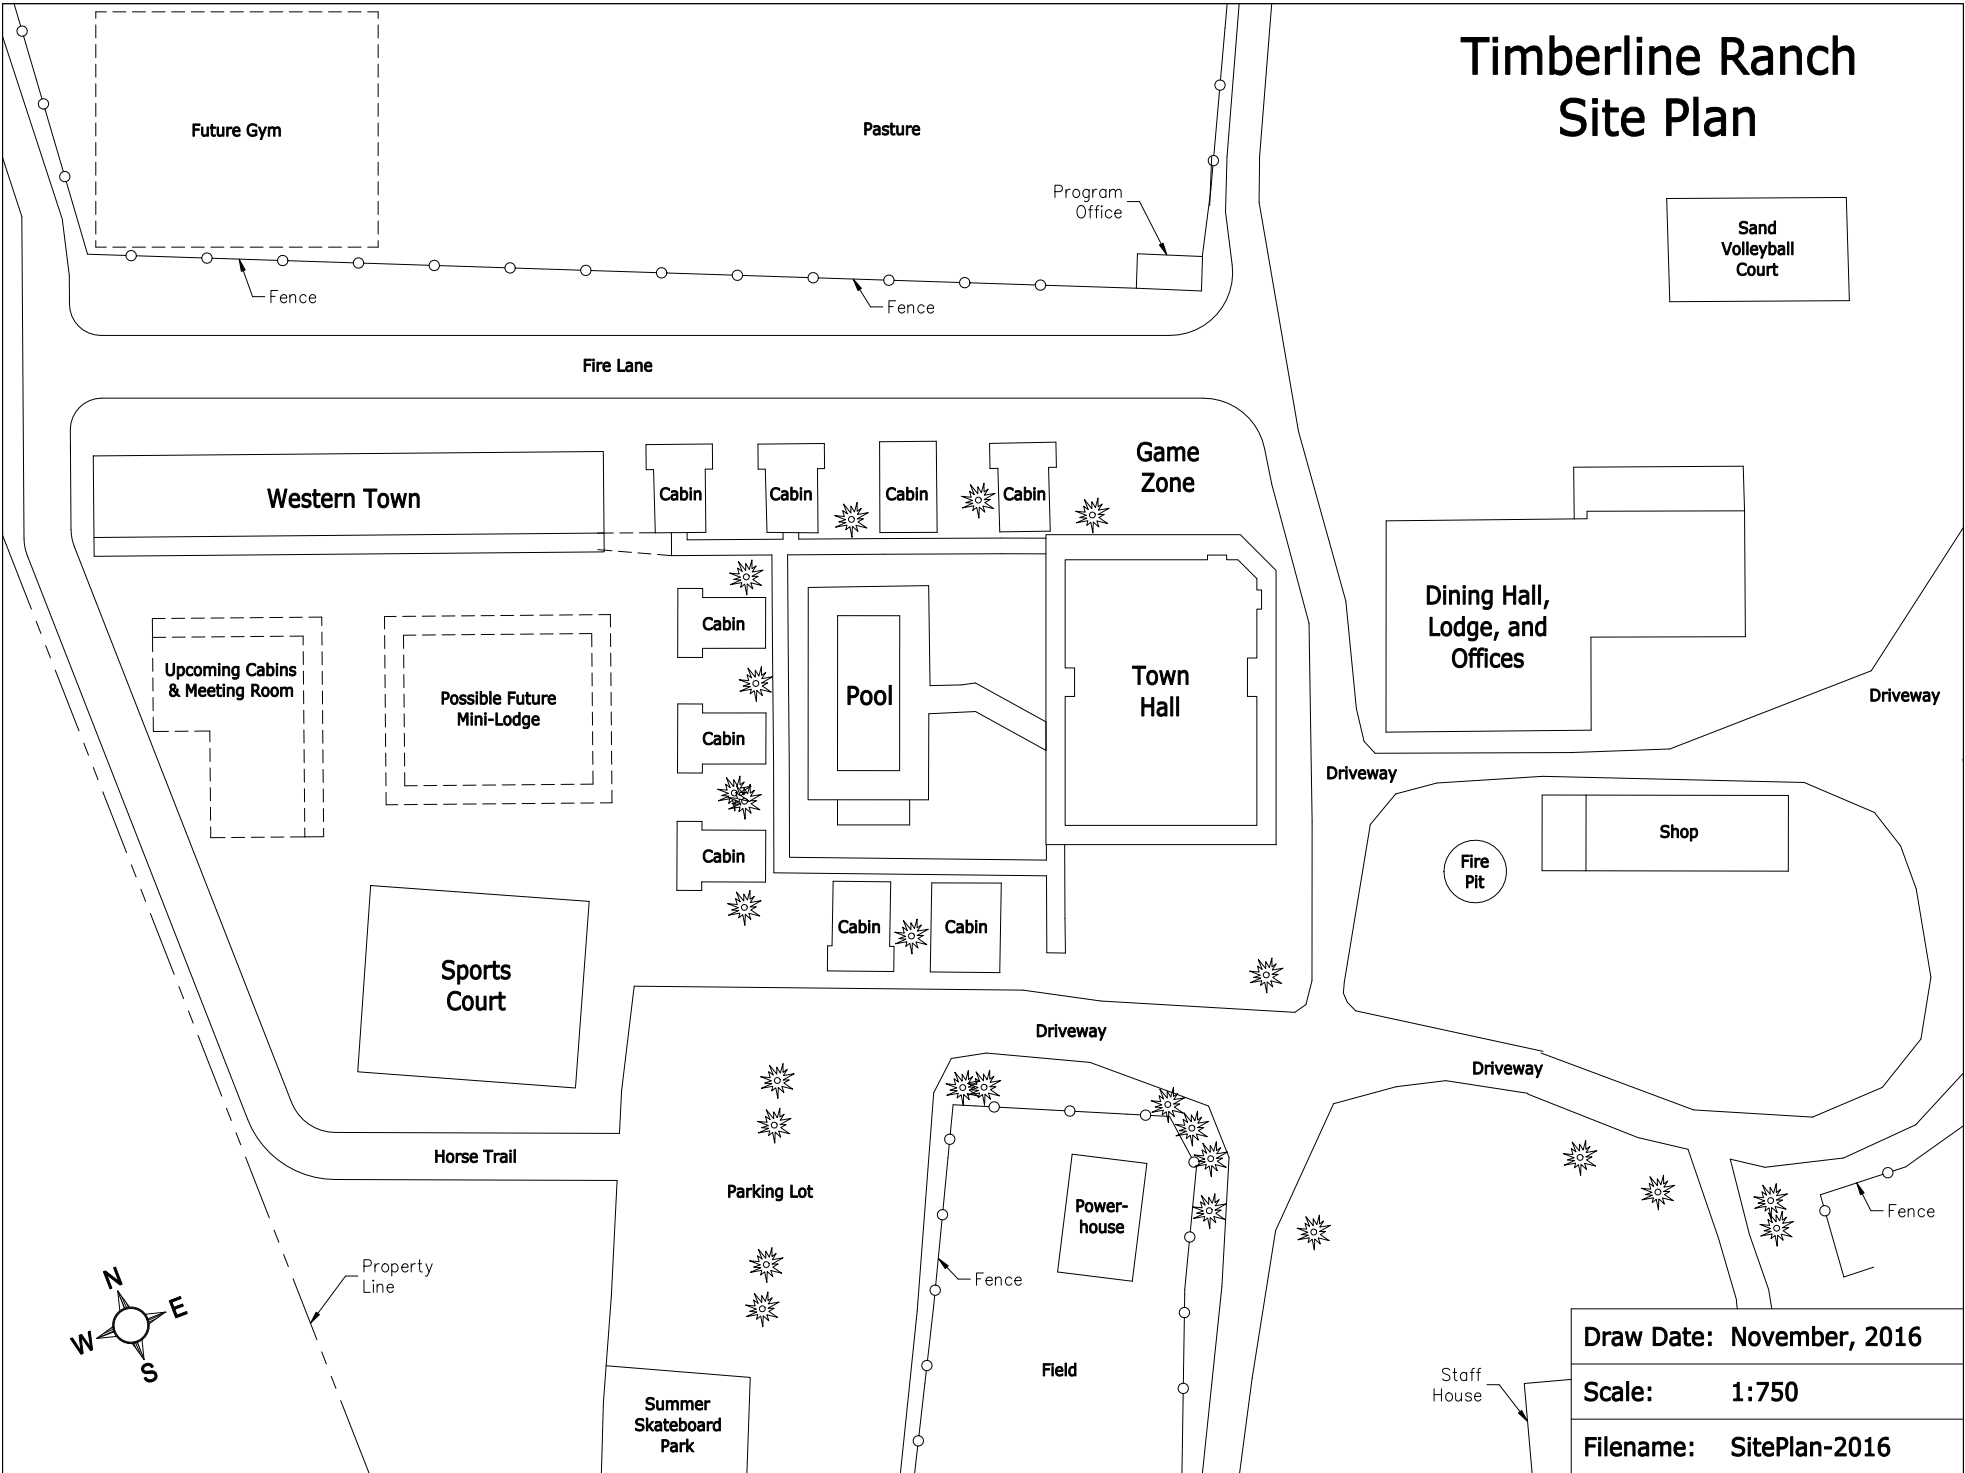 Timberline Ranch
Site Plan
Future Gym
Pasture
Program
Office
Sand
Volleyball
Court
Fence
Fence
Fire Lane
Game
Zone
Western Town
Cabin
Cabin
Cabin
Cabin
Dining Hall,
Lodge, and
Offices
Cabin
Upcoming Cabins
& Meeting Room
Possible Future
Mini-Lodge
Pool
Town
Hall
Driveway
Cabin
Driveway
Shop
Fire
Pit
Cabin
Cabin
Cabin
Sports
Court
Driveway
Driveway
Horse Trail
Parking Lot
Power-
house
Fence
Property
Line
Fence
N
E
W
S
Field
Summer
Skateboard
Park
Staff
House
Draw Date: November, 2016
Scale: 1:750
Filename: SitePlan-2016